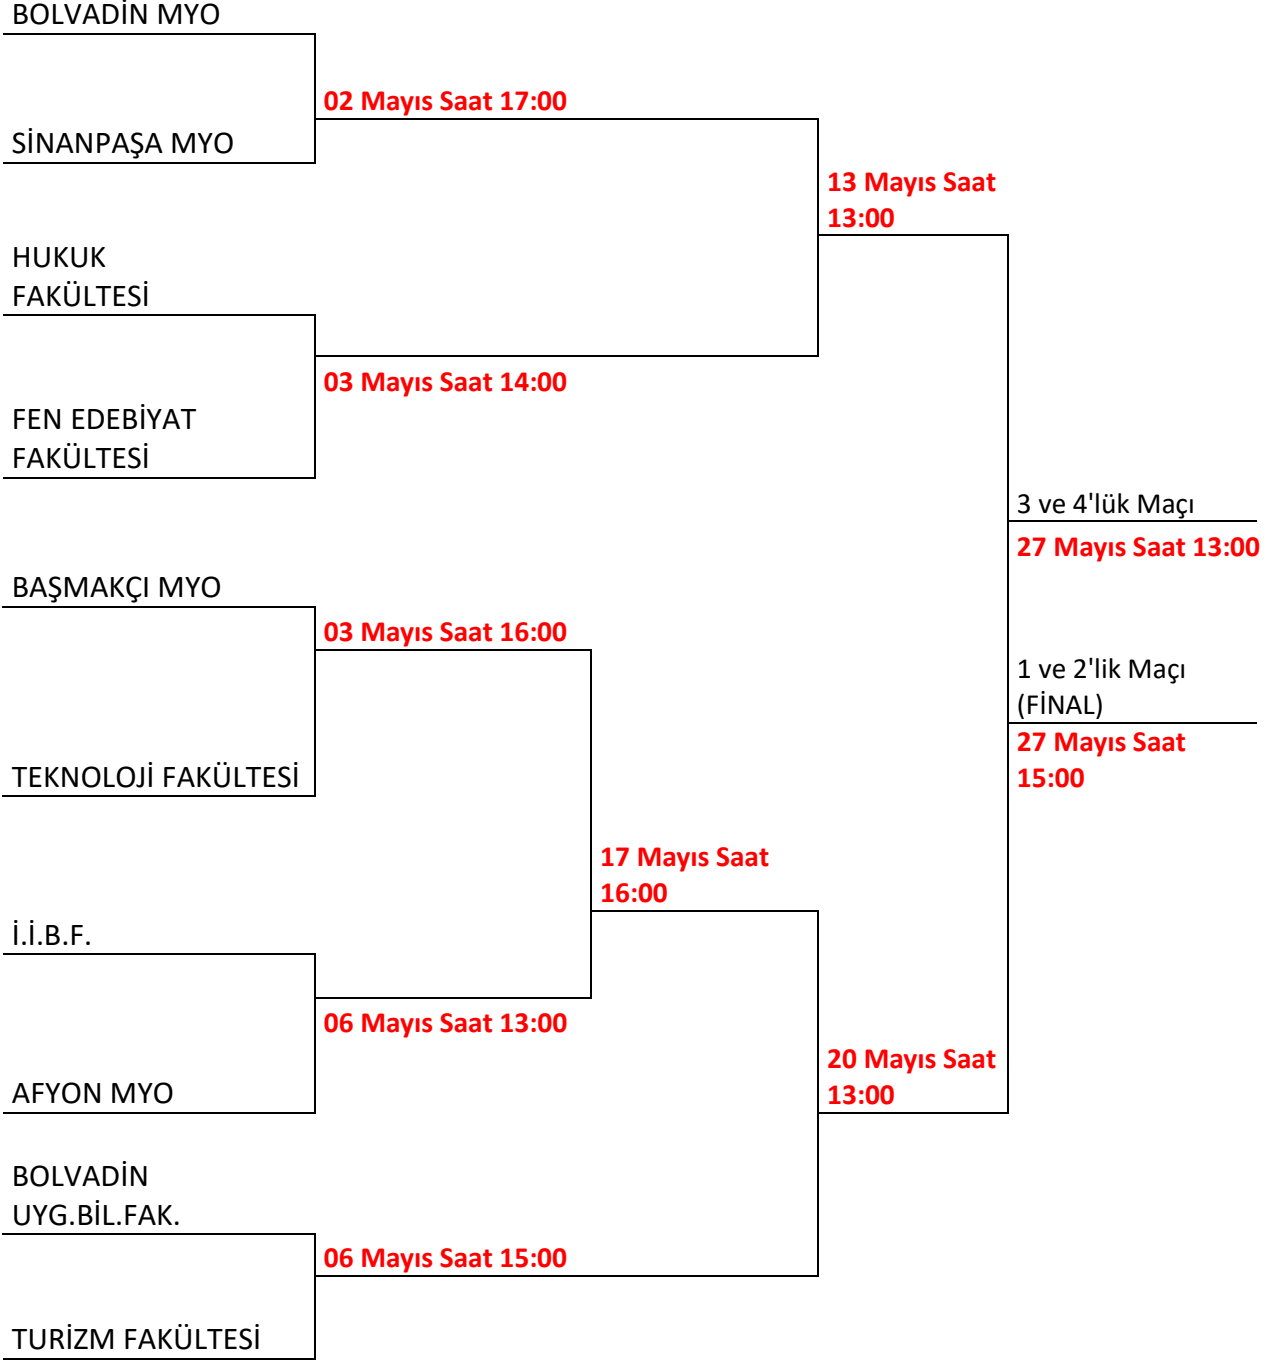 BOLVADİN MYO
02 Mayıs Saat 17:00
SİNANPAŞA MYO
13 Mayıs Saat
13:00
HUKUK
FAKÜLTESİ
03 Mayıs Saat 14:00
FEN EDEBİYAT
FAKÜLTESİ
3 ve 4'lük Maçı
27 Mayıs Saat 13:00
BAŞMAKÇI MYO
03 Mayıs Saat 16:00
1 ve 2'lik Maçı
(FİNAL)
27 Mayıs Saat
15:00
TEKNOLOJİ FAKÜLTESİ
17 Mayıs Saat
16:00
İ.İ.B.F.
06 Mayıs Saat 13:00
20 Mayıs Saat
13:00
AFYON MYO
BOLVADİN
UYG.BİL.FAK.
06 Mayıs Saat 15:00
TURİZM FAKÜLTESİ